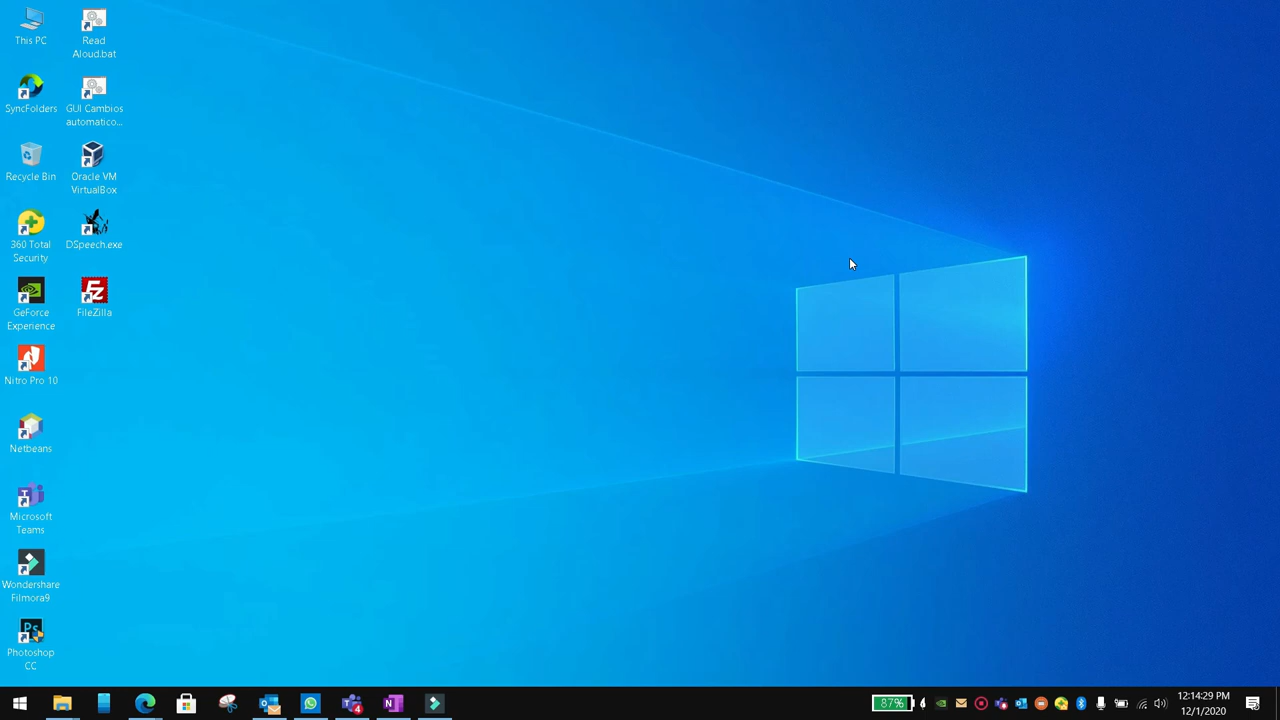 This PC
Read
Aloud.bat
SyncFolders
GUI Cambios
automatico...
Recycle Bin
Oracle VM
VirtualBox
360 Total
Security
DSpeech.exe
GeForce
Experience
FileZilla
Nitro Pro 10
Netbeans
Microsoft
Teams
Wondershare
Filmora9
Ps
Photoshop
CC
4
87%
12:14:29 PM
12/1/2020